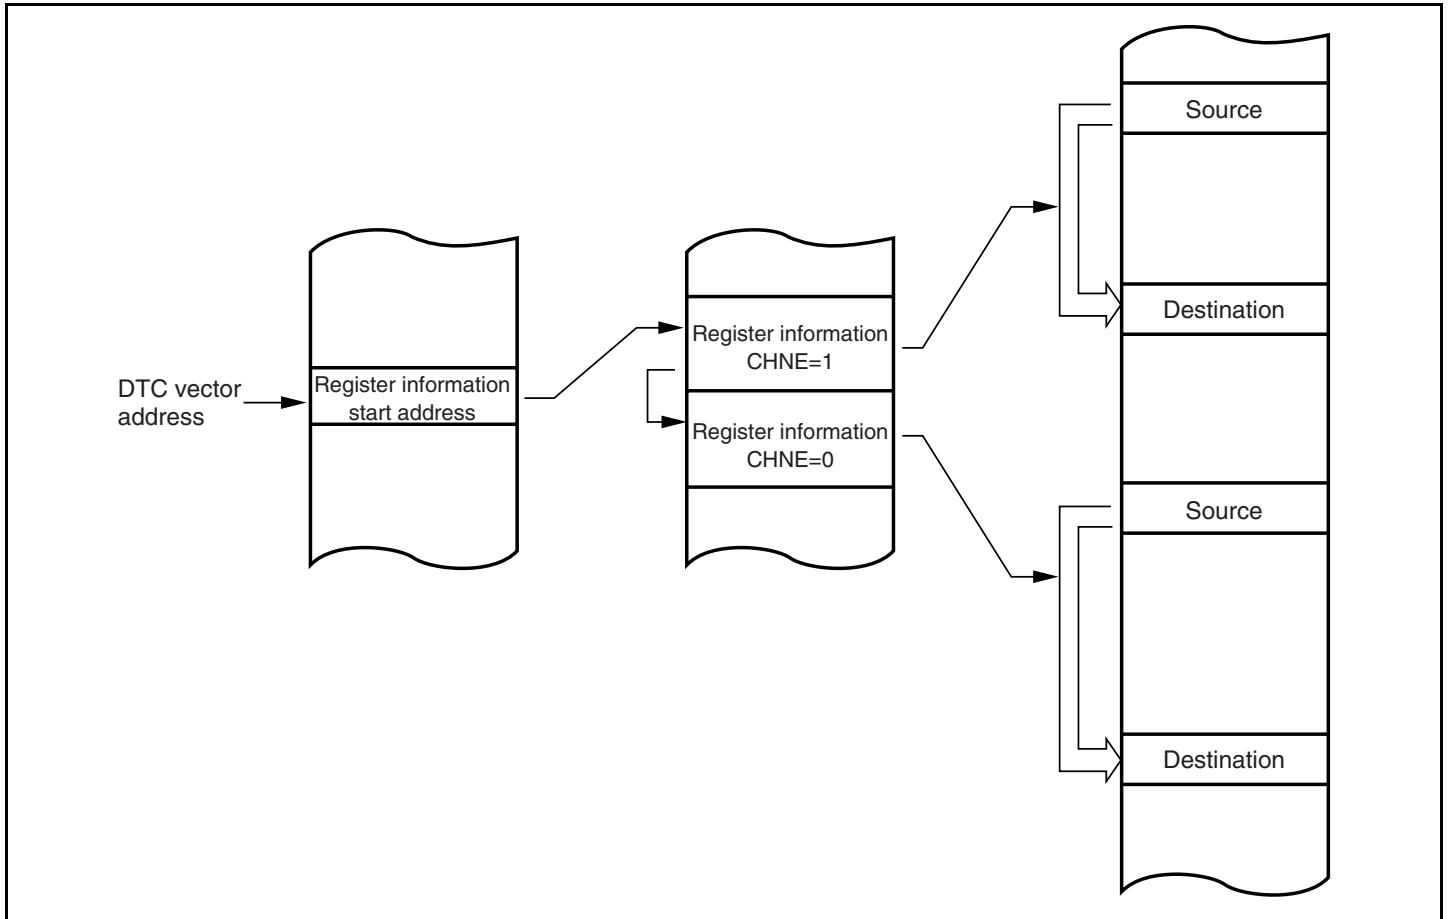 DTC vector
address
Register information
start address
Register information
CHNE=1
Register information
CHNE=0
Source
Destination
Source
Destination